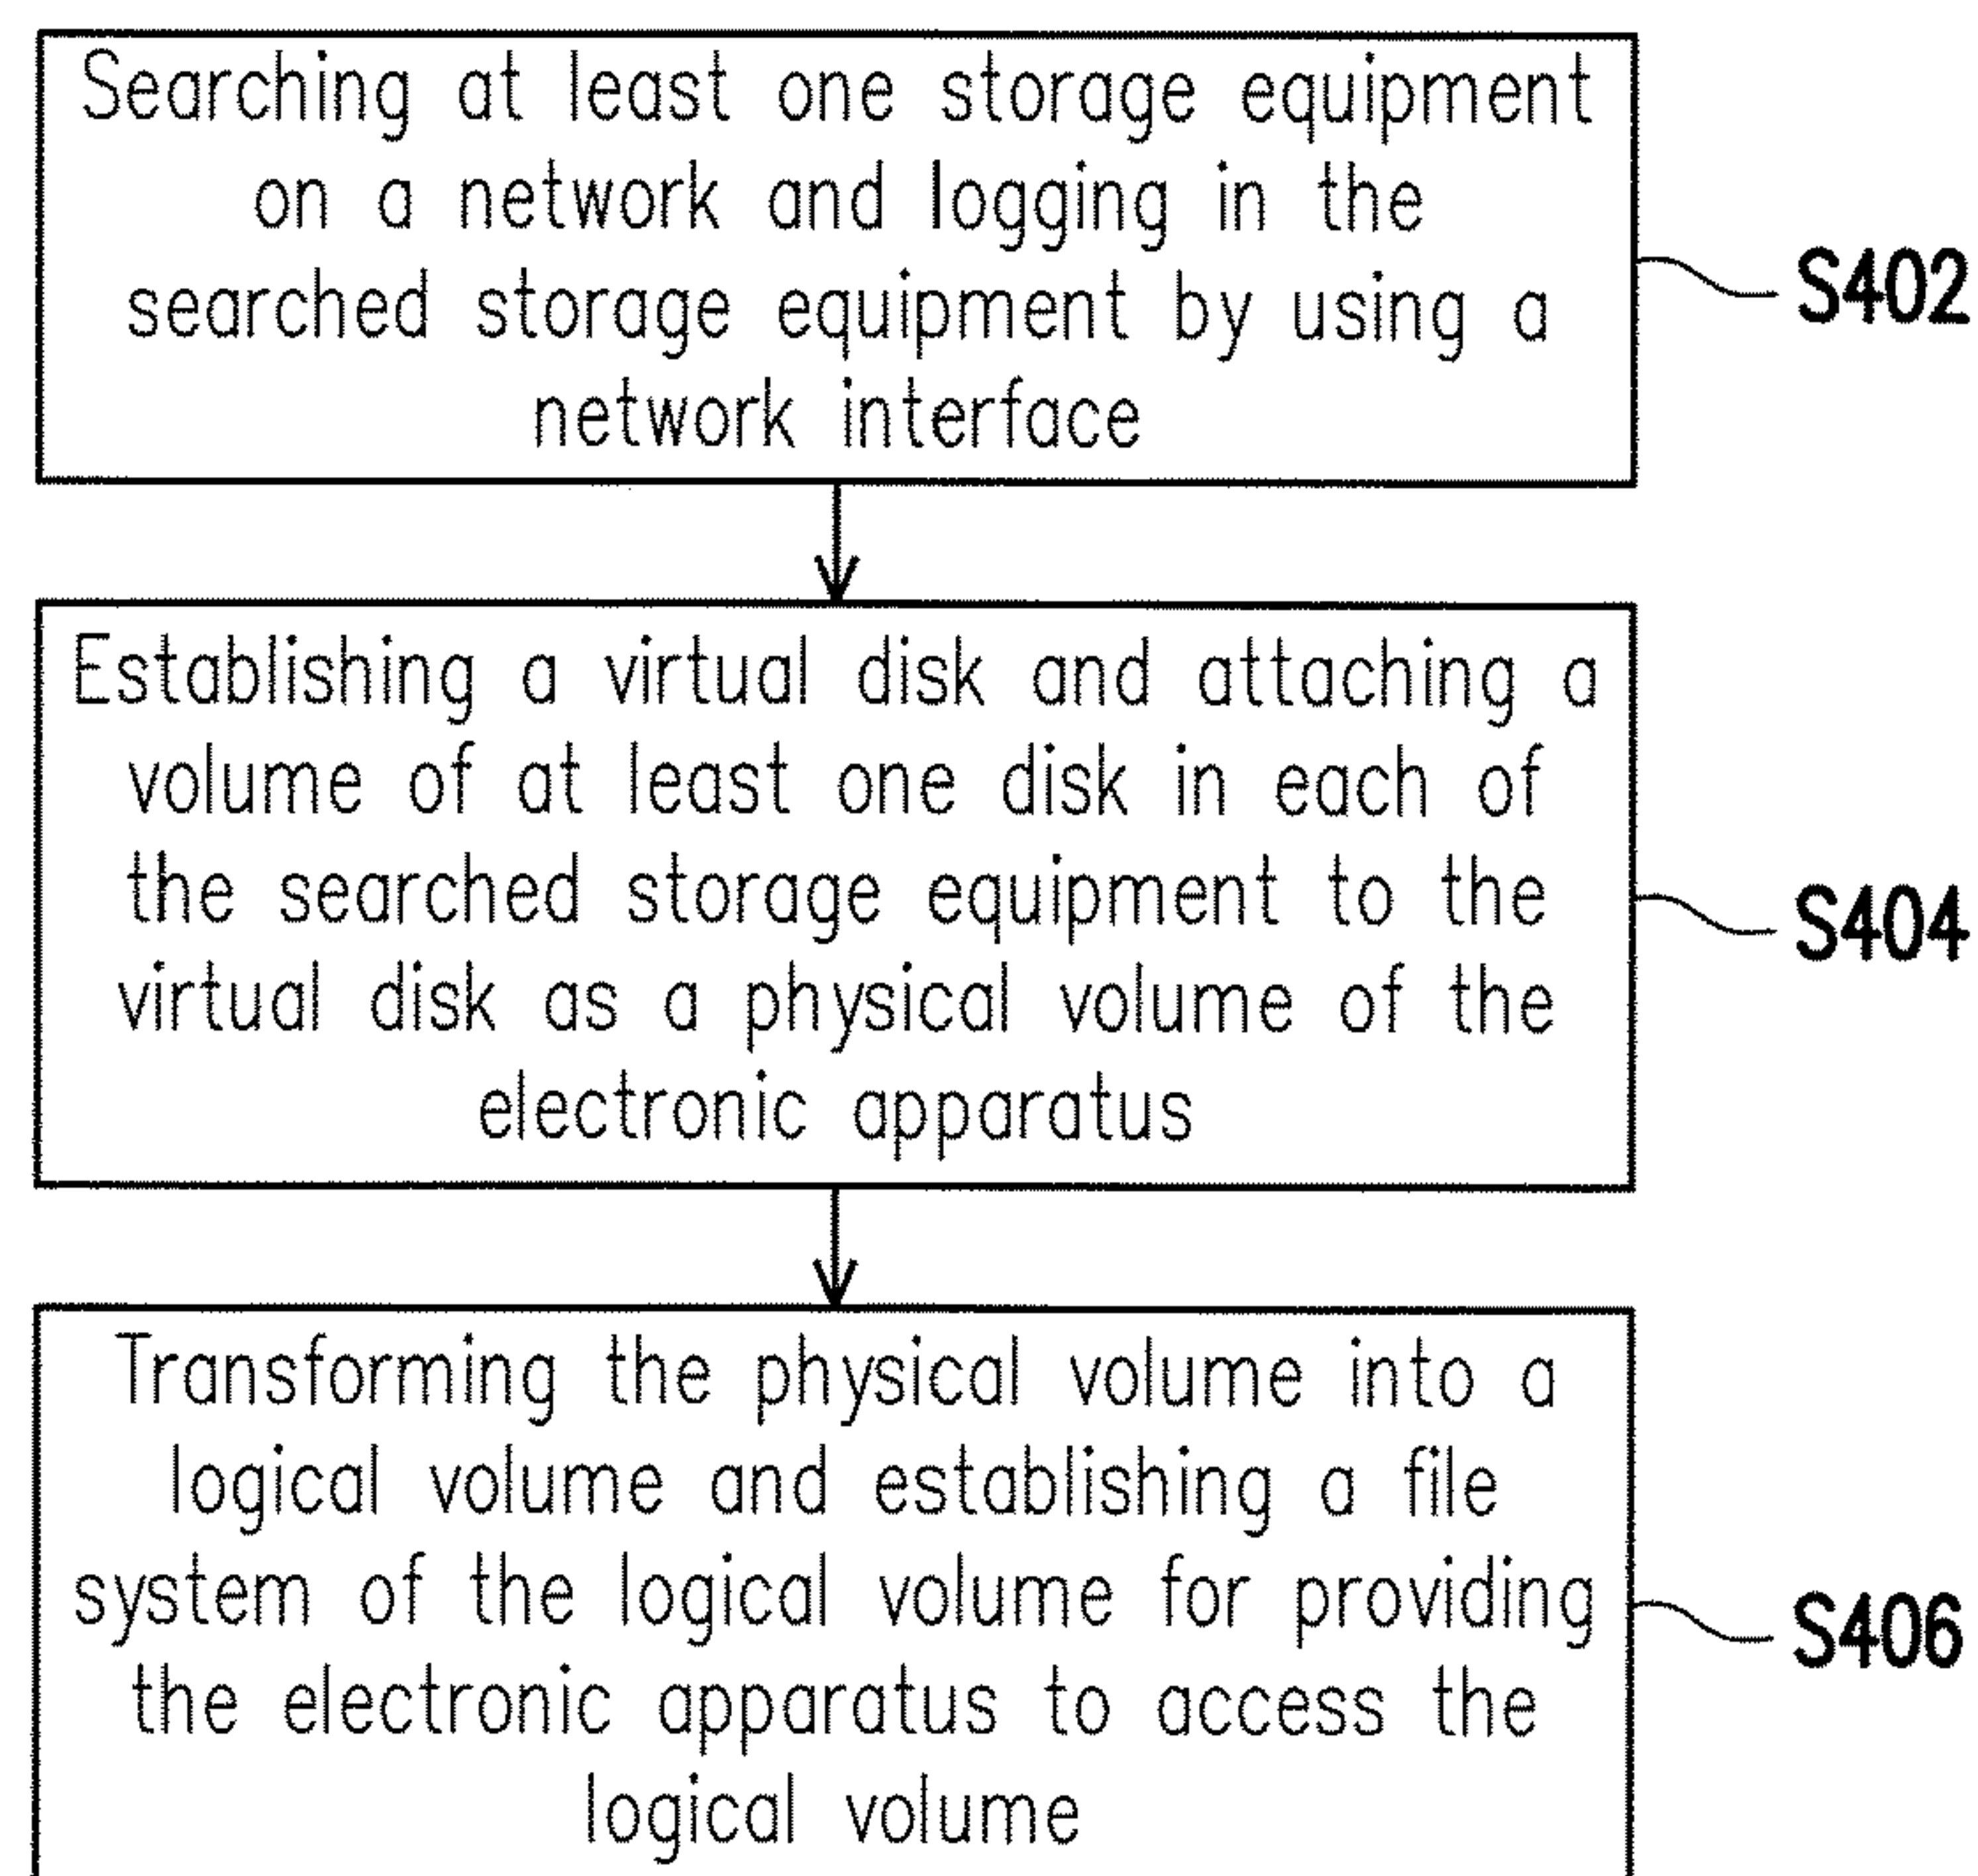 Searching at least one storage equipment
on a network and logging in the
searched storage equipment by using a
network interface
S402
Establishing a virtual disk and attaching a
volume of at least one disk in each of
the searched storage equipment to the
virtual disk as a physical volume of the
electronic apparatus
S404
Transforming the physical volume into a
logical volume and establishing a file
system of the logical volume for providing
the electronic apparatus to access the
logical volume
S406